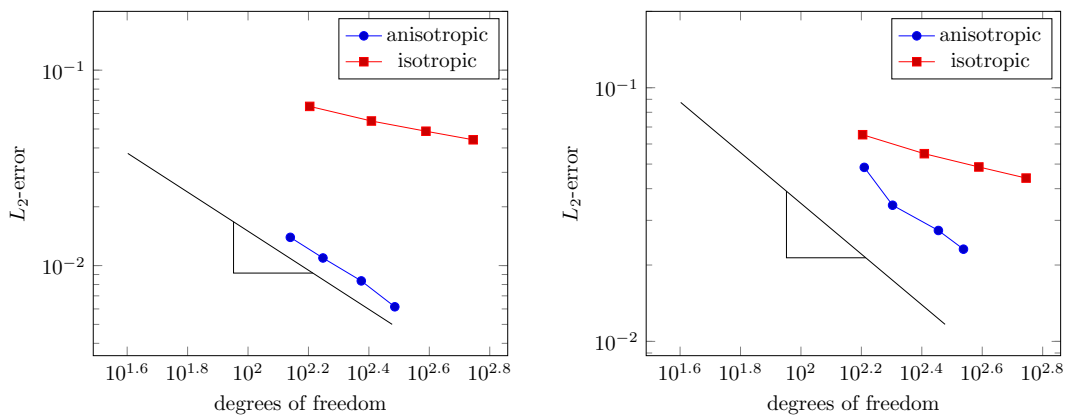 anisotropic
isotropic
10^{-1}
10^{-2}
L_2-error
10^{1.6} 10^{1.8} 10^2 10^{2.2} 10^{2.4} 10^{2.6} 10^{2.8}
degrees of freedom
anisotropic
isotropic
10^{-1}
10^{-2}
L_2-error
10^{1.6} 10^{1.8} 10^2 10^{2.2} 10^{2.4} 10^{2.6} 10^{2.8}
degrees of freedom